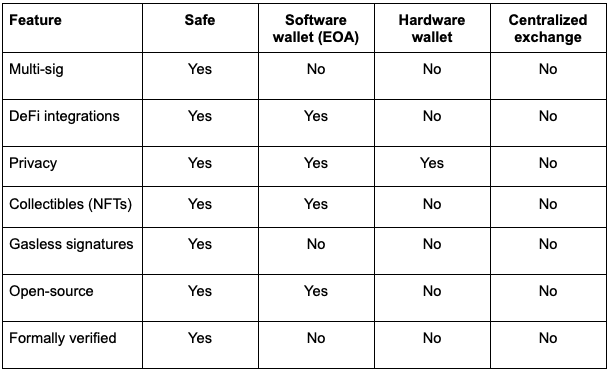 Feature Safe Software wallet (EOA) Hardware wallet Centralized exchange
Multi-sig Yes No No No
DeFi integrations Yes Yes No No
Privacy Yes Yes Yes No
Collectibles (NFTs) Yes Yes No No
Gasless signatures Yes No No No
Open-source Yes Yes No No
Formally verified Yes No No No